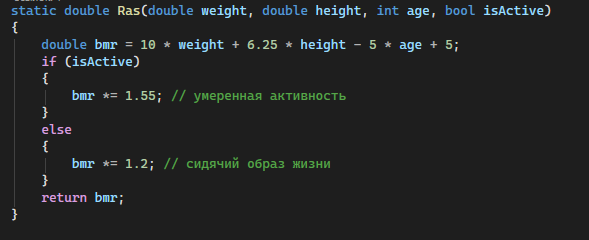 static double Ras(double weight, double height, int age, bool isActive)
{
double bmr = 10 * weight + 6.25 * height - 5 * age + 5;
if (isActive)
{
bmr *= 1.55; // умеренная активность
}
else
{
bmr *= 1.2; // сидячий образ жизни
}
return bmr;
}